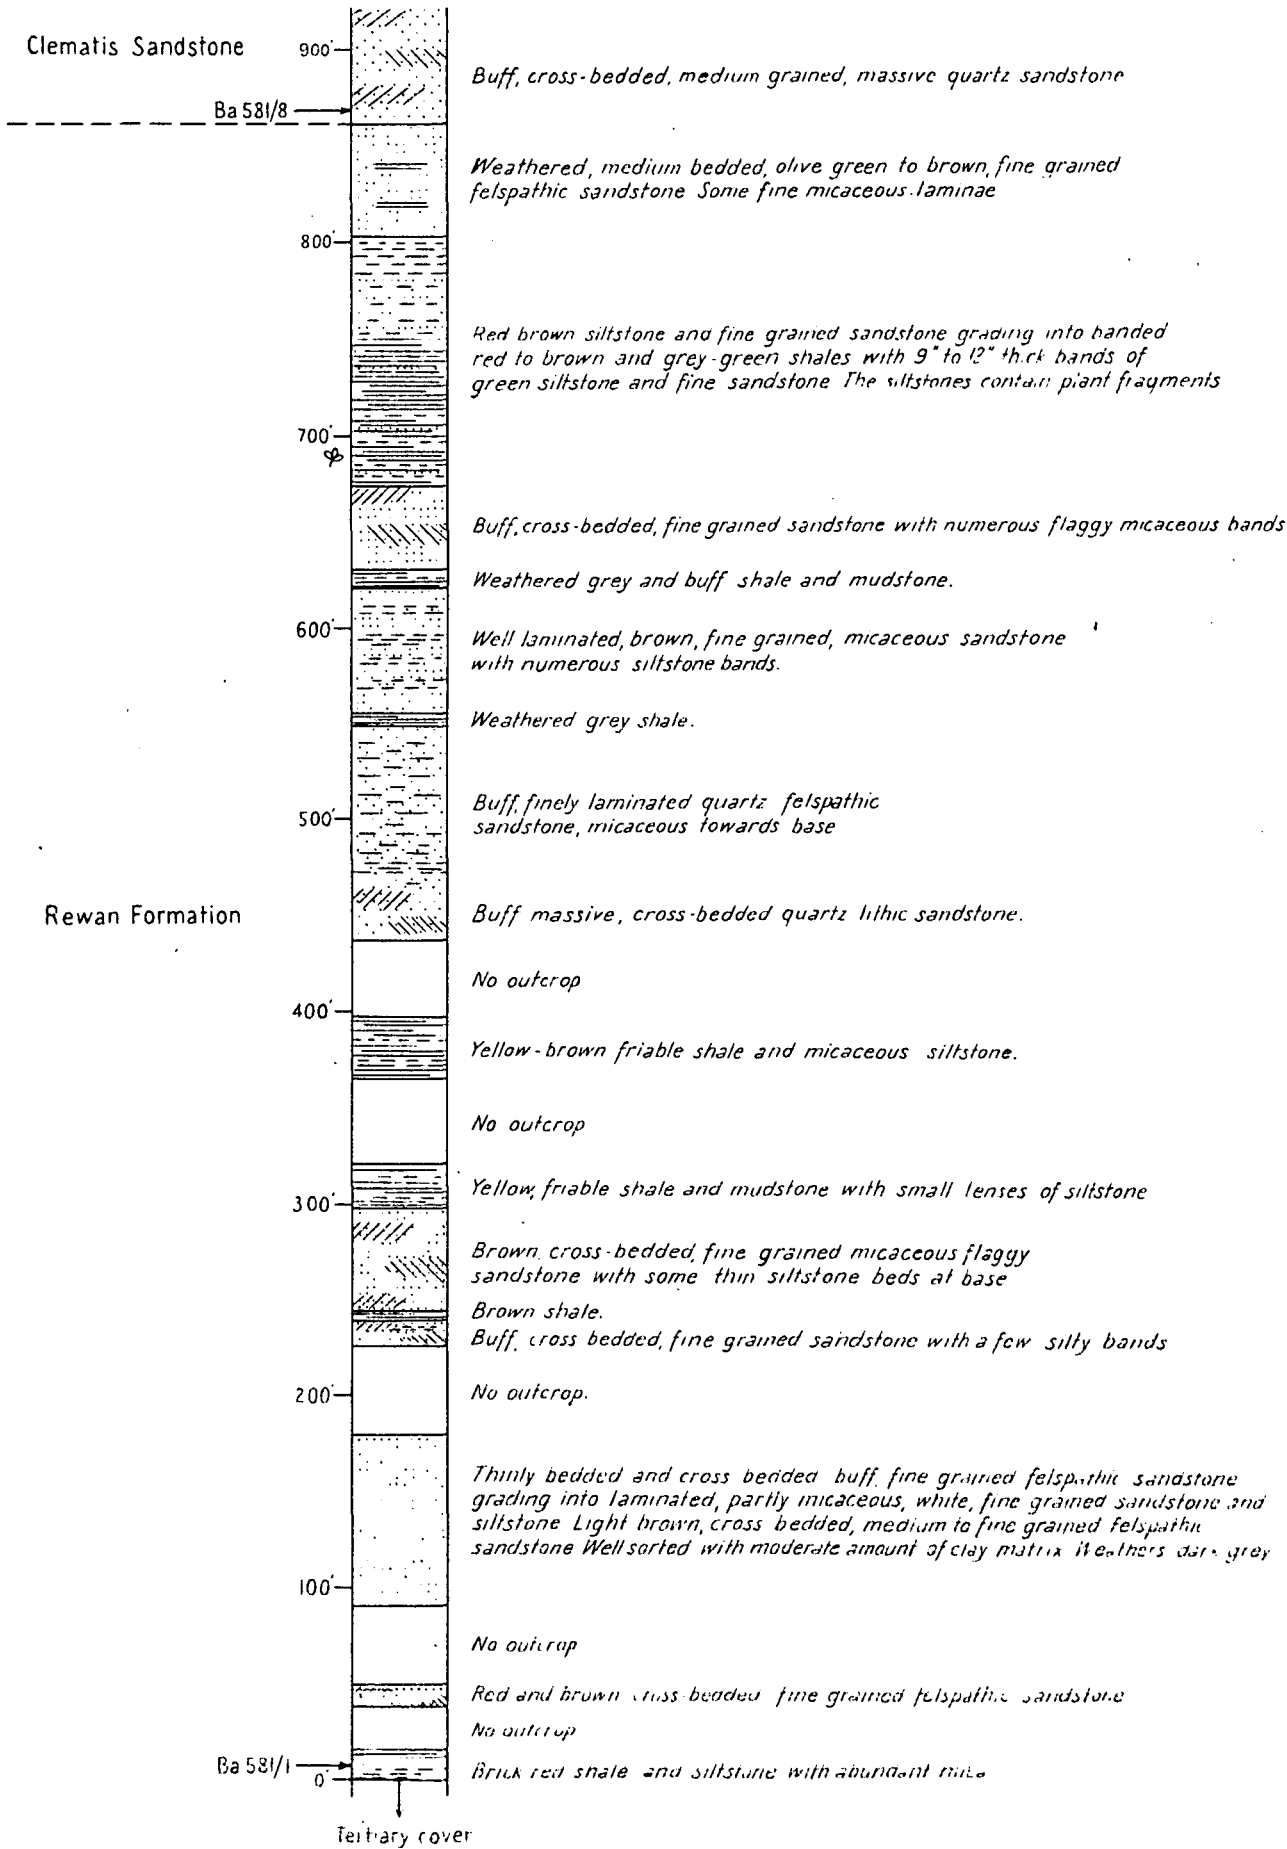 Clematis Sandstone
900'
Buff, cross-bedded, medium grained, massive quartz sandstone
Ba 581/8
Weathered, medium bedded, olive green to brown, fine grained
felspathic sandstone Some fine micaceous laminae
800'
Red brown siltstone and fine grained sandstone grading into banded
red to brown and grey-green shales with 9" to 12" thick bands of
green siltstone and fine sandstone The siltstones contain plant fragments
700'
Buff, cross-bedded, fine grained sandstone with numerous flaggy micaceous bands
Weathered grey and buff shale and mudstone.
600'
Well laminated, brown, fine grained, micaceous sandstone
with numerous siltstone bands.
Weathered grey shale.
Buff, finely laminated quartz felspathic
sandstone, micaceous towards base
500'
Rewan Formation
Buff massive, cross-bedded quartz lithic sandstone.
No outcrop
400'
Yellow-brown friable shale and micaceous siltstone.
No outcrop
Yellow, friable shale and mudstone with small lenses of siltstone
300'
Brown, cross-bedded, fine grained micaceous flaggy
sandstone with some thin siltstone beds at base
Brown shale.
Buff, cross bedded, fine grained sandstone with a few silty bands
200'
No outcrop.
Thinly bedded and cross bedded buff, fine grained felspathic sandstone
grading into laminated, partly micaceous, white, fine grained sandstone and
siltstone Light brown, cross bedded, medium to fine grained felspathic
sandstone Well sorted with moderate amount of clay matrix Weathers dark grey
100'
No outcrop
Red and brown cross-bedded fine grained felspathic sandstone
No outcrop
Ba 581/1
0'
Brick red shale and siltstone with abundant mica
Tertiary cover